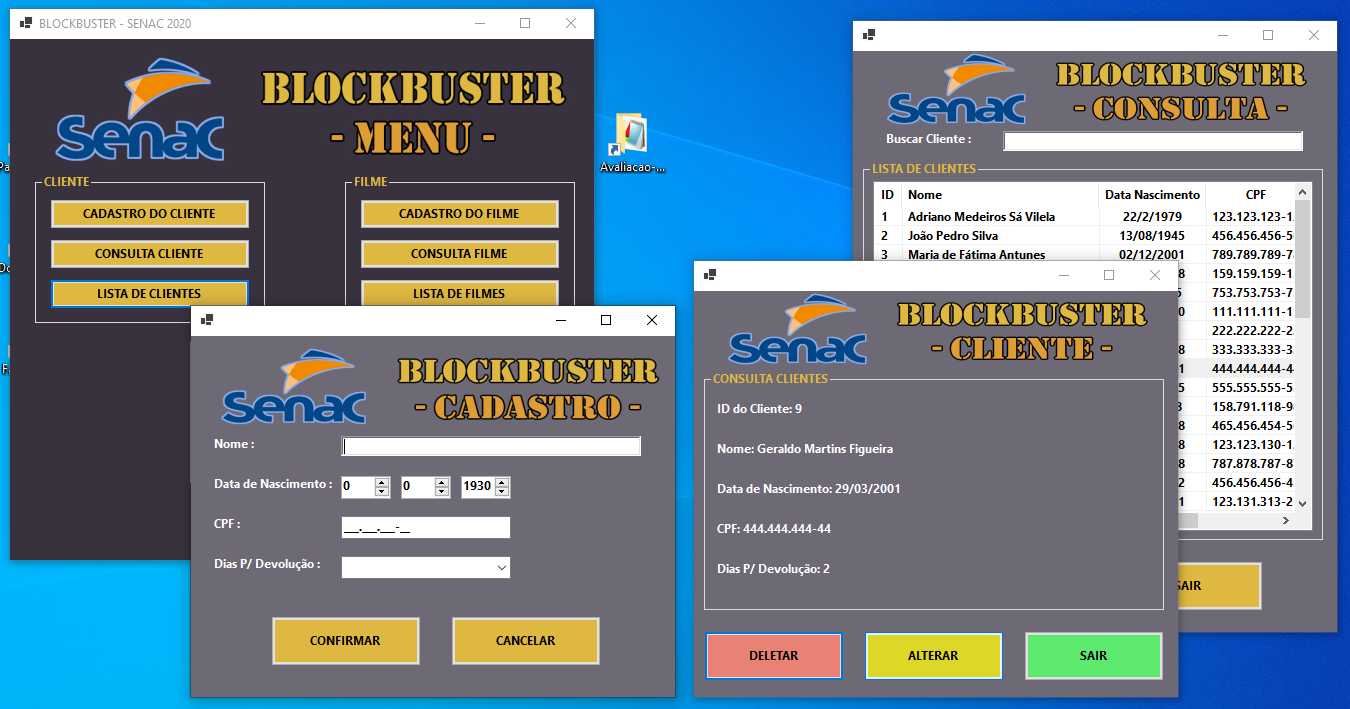 BLOCKBUSTER - SENAC 2020
senac
BLOCKBUSTER
- MENU -
CLIENTE
CADASTRO DO CLIENTE
CONSULTA CLIENTE
LISTA DE CLIENTES
FILME
CADASTRO DO FILME
CONSULTA FILME
LISTA DE FILMES
Avaliacao-...
senac
BLOCKBUSTER
- CONSULTA -
Buscar Cliente :
LISTA DE CLIENTES
ID Nome Data Nascimento CPF
1 Adriano Medeiros Sá Vilela 22/2/1979 123.123.123-1
2 João Pedro Silva 13/08/1945 456.456.456-5
3 Maria de Fátima Antunes 02/12/2001 789.789.789-7
8 159.159.159-1
753.753.753-7
0 111.111.111-1
222.222.222-2
8 333.333.333-3
1 444.444.444-4
5 555.555.555-5
3 158.791.118-9
8 465.456.454-5
8 123.123.130-1
8 787.878.787-8
2 456.456.456-4
1 123.131.313-2
SAIR
senac
BLOCKBUSTER
- CADASTRO -
Nome :
Data de Nascimento : 0 0 1930
CPF : __.__.__-_
Dias P/ Devolução :
CONFIRMAR CANCELAR
senac
BLOCKBUSTER
- CLIENTE -
CONSULTA CLIENTES
ID do Cliente: 9
Nome: Geraldo Martins Figueira
Data de Nascimento: 29/03/2001
CPF: 444.444.444-44
Dias P/ Devolução: 2
DELETAR ALTERAR SAIR